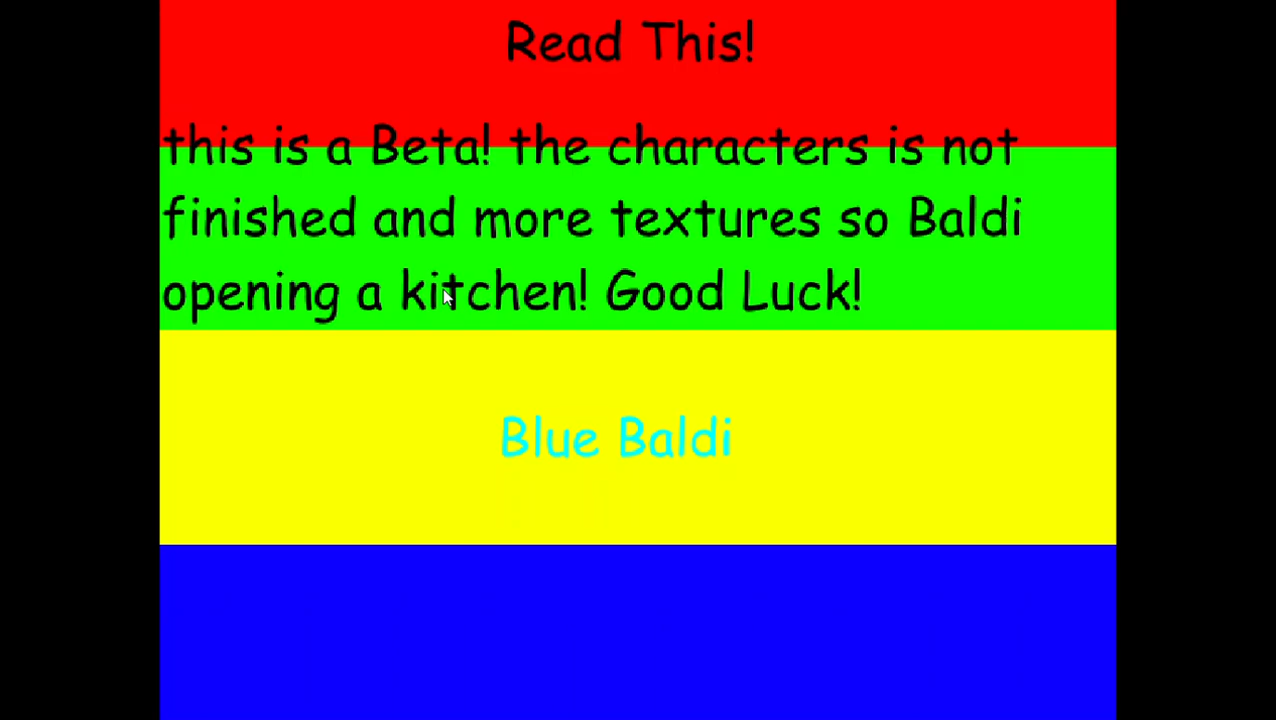 Read This!
this is a Beta! the characters is not
finished and more textures so Baldi
opening a kitchen! Good Luck!
Blue Baldi